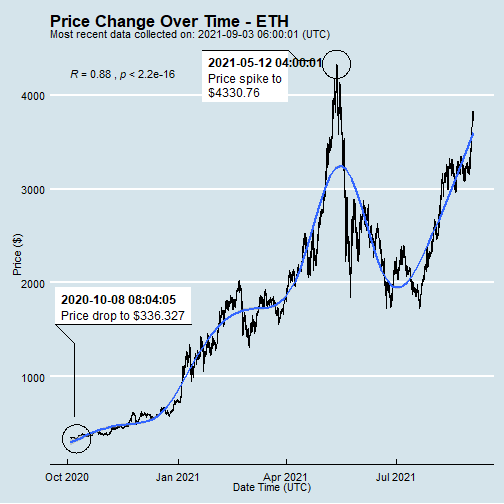 Price Change Over Time - ETH
Most recent data collected on: 2021-09-03 06:00:01 (UTC)
R = 0.88 , p < 2.2e-16
2021-05-12 04:00:01
Price spike to
$4330.76
4000
3000
2000
1000
Price ($)
2020-10-08 08:04:05
Price drop to $336.327
Oct 2020
Jan 2021
Apr 2021
Jul 2021
Date Time (UTC)